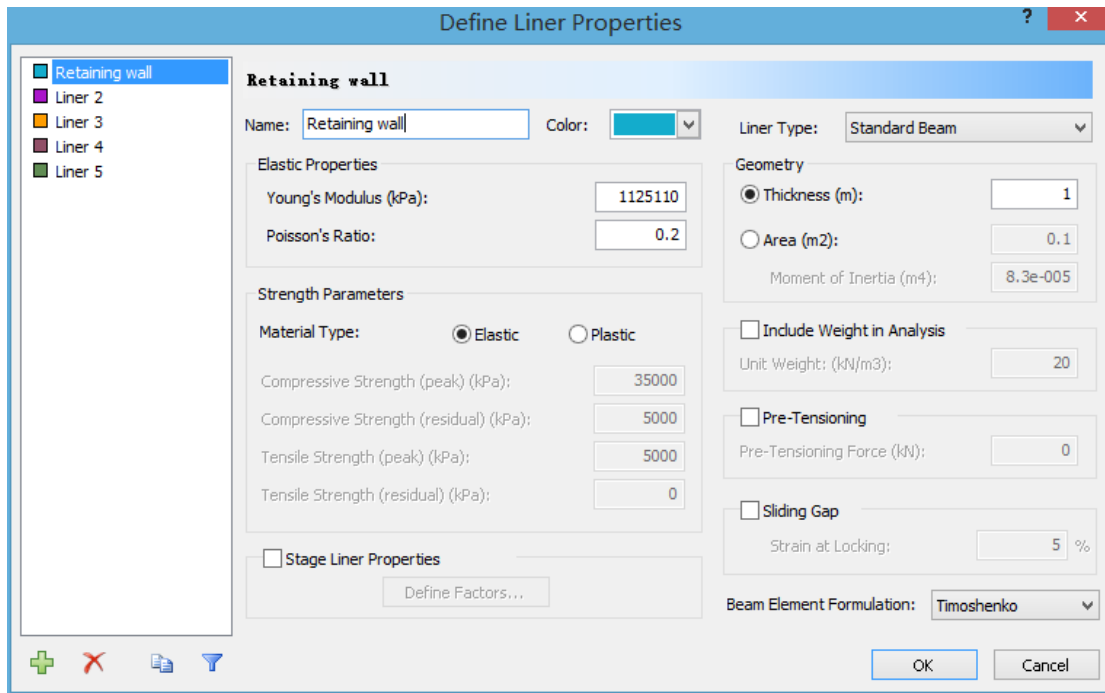 Define Liner Properties
?
Retaining wall
Liner 2
Liner 3
Liner 4
Liner 5
Retaining wall
Name: Retaining wall
Color:
Liner Type: Standard Beam
Elastic Properties
Young's Modulus (kPa): 1125110
Poisson's Ratio: 0.2
Strength Parameters
Material Type: Elastic Plastic
Compressive Strength (peak) (kPa): 35000
Compressive Strength (residual) (kPa): 5000
Tensile Strength (peak) (kPa): 5000
Tensile Strength (residual) (kPa): 0
Stage Liner Properties
Define Factors...
Geometry
Thickness (m): 1
Area (m2): 0.1
Moment of Inertia (m4): 8.3e-005
Include Weight in Analysis
Unit Weight: (kN/m3): 20
Pre-Tensioning
Pre-Tensioning Force (kN): 0
Sliding Gap
Strain at Locking: 5 %
Beam Element Formulation: Timoshenko
OK Cancel